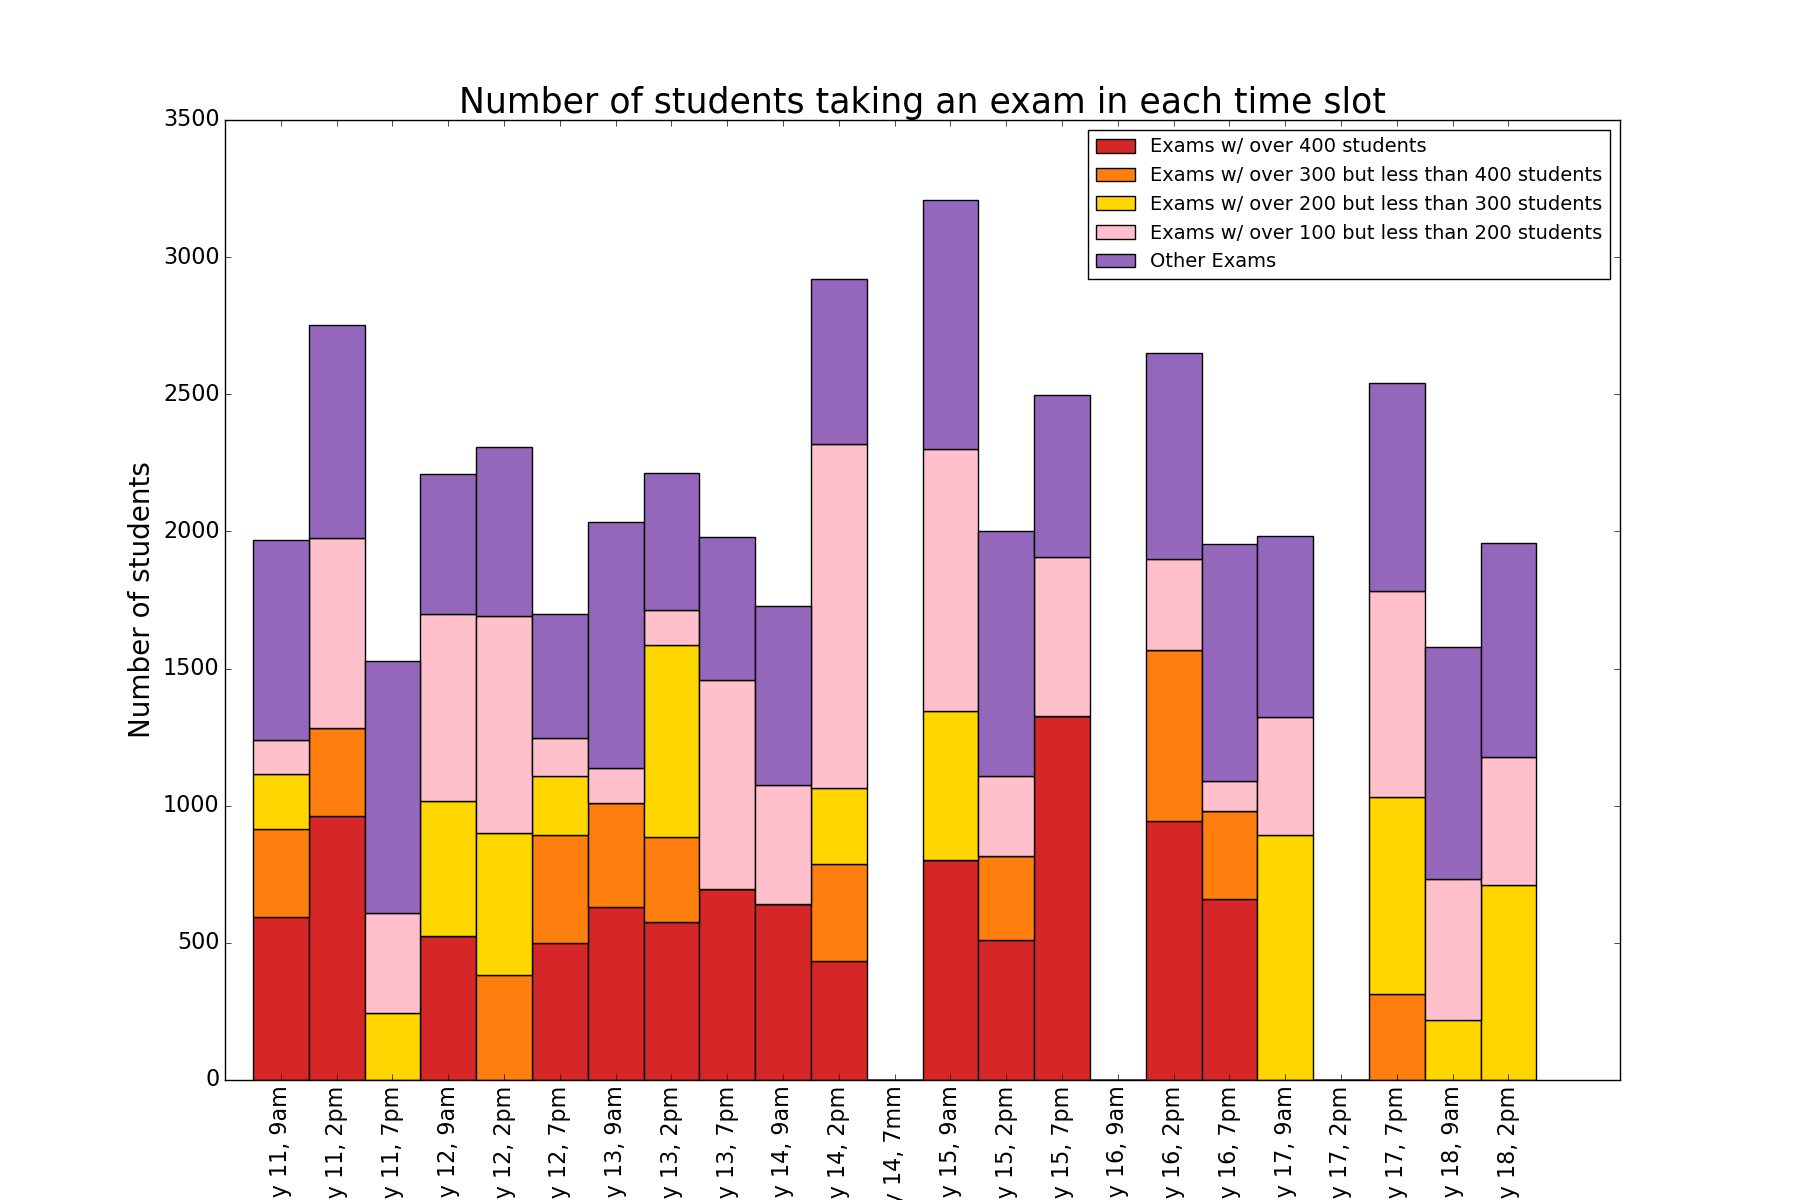 Number of students taking an exam in each time slot
Exams w/ over 400 students
Exams w/ over 300 but less than 400 students
Exams w/ over 200 but less than 300 students
Exams w/ over 100 but less than 200 students
Other Exams
Number of students
3500
3000
2500
2000
1500
1000
500
0
y 11, 9am
y 11, 2pm
y 11, 7pm
y 12, 9am
y 12, 2pm
y 12, 7pm
y 13, 9am
y 13, 2pm
y 13, 7pm
y 14, 9am
y 14, 2pm
y 14, 7mm
y 15, 9am
y 15, 2pm
y 15, 7pm
y 16, 9am
y 16, 2pm
y 16, 7pm
y 17, 9am
y 17, 2pm
y 17, 7pm
y 18, 9am
y 18, 2pm